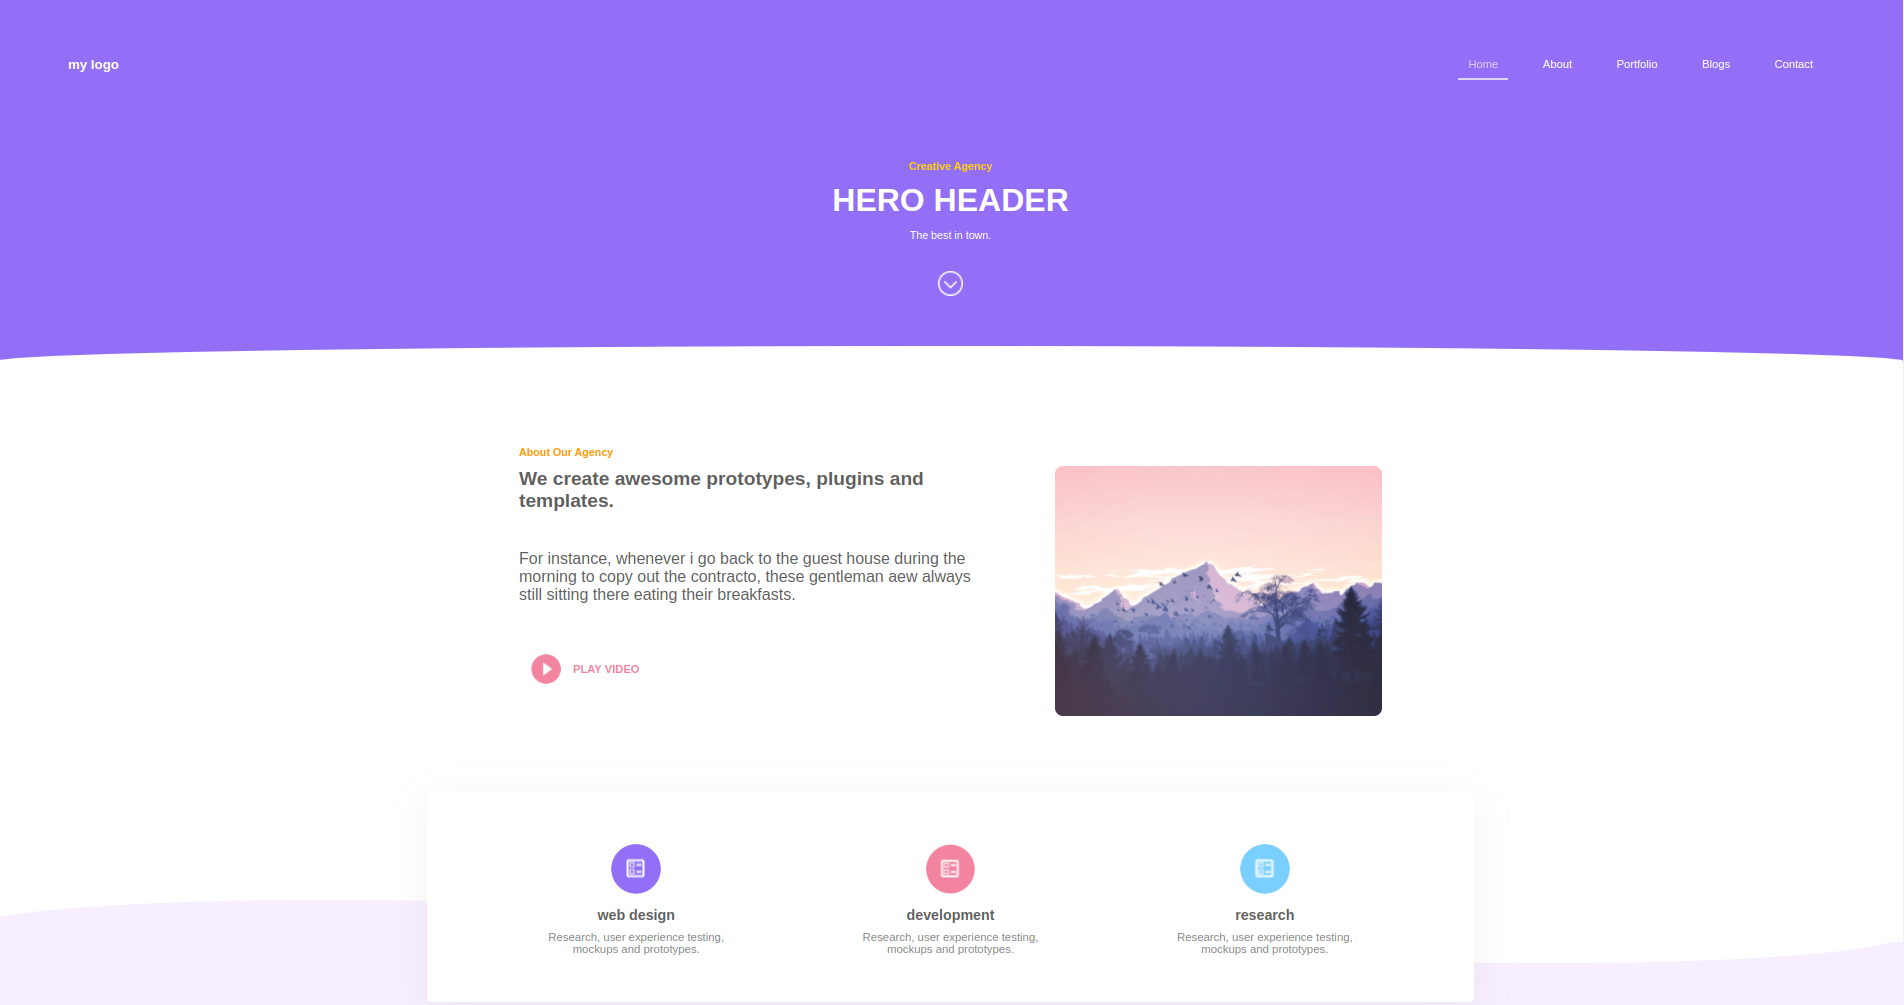 my logo
Home
About
Portfolio
Blogs
Contact
Creative Agency
HERO HEADER
The best in town.
About Our Agency
We create awesome prototypes, plugins and
templates.
For instance, whenever i go back to the guest house during the
morning to copy out the contracto, these gentleman aew always
still sitting there eating their breakfasts.
PLAY VIDEO
web design
Research, user experience testing,
mockups and prototypes.
development
Research, user experience testing,
mockups and prototypes.
research
Research, user experience testing,
mockups and prototypes.